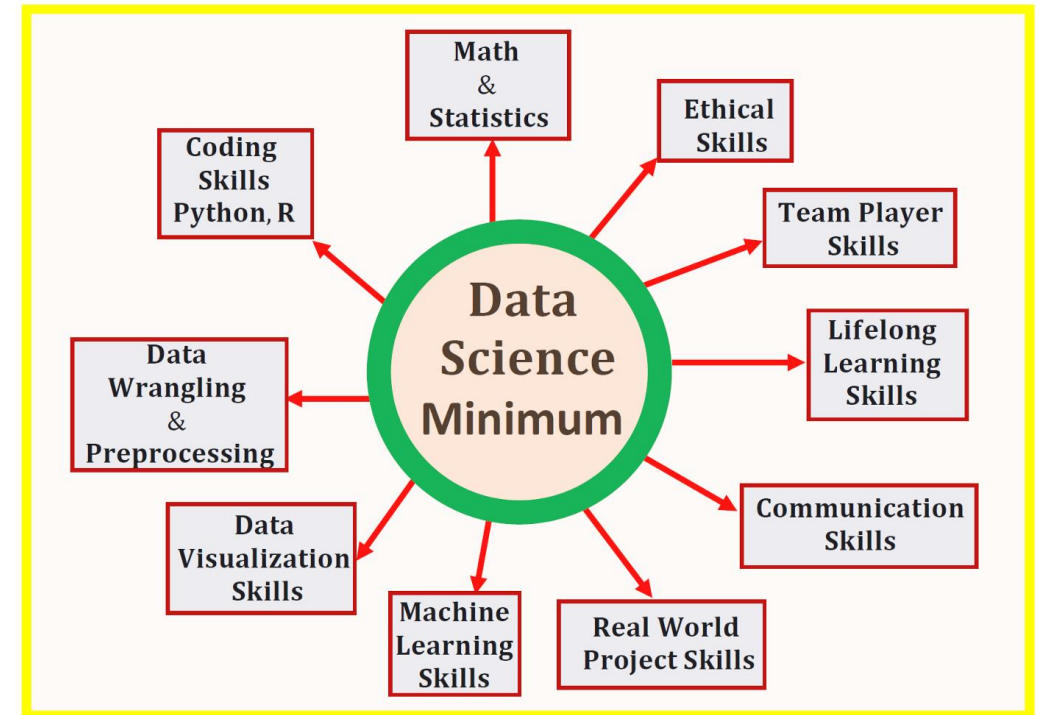 Math
&
Statistics
Ethical
Skills
Team Player
Skills
Lifelong
Learning
Skills
Communication
Skills
Real World
Project Skills
Machine
Learning
Skills
Data
Visualization
Skills
Data
Wrangling
&
Preprocessing
Coding
Skills
Python, R
Data
Science
Minimum